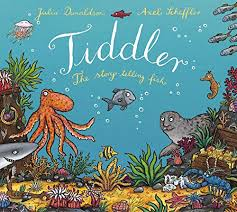 Julia Donaldson Axel Scheffler
Tiddler
The story-telling fish